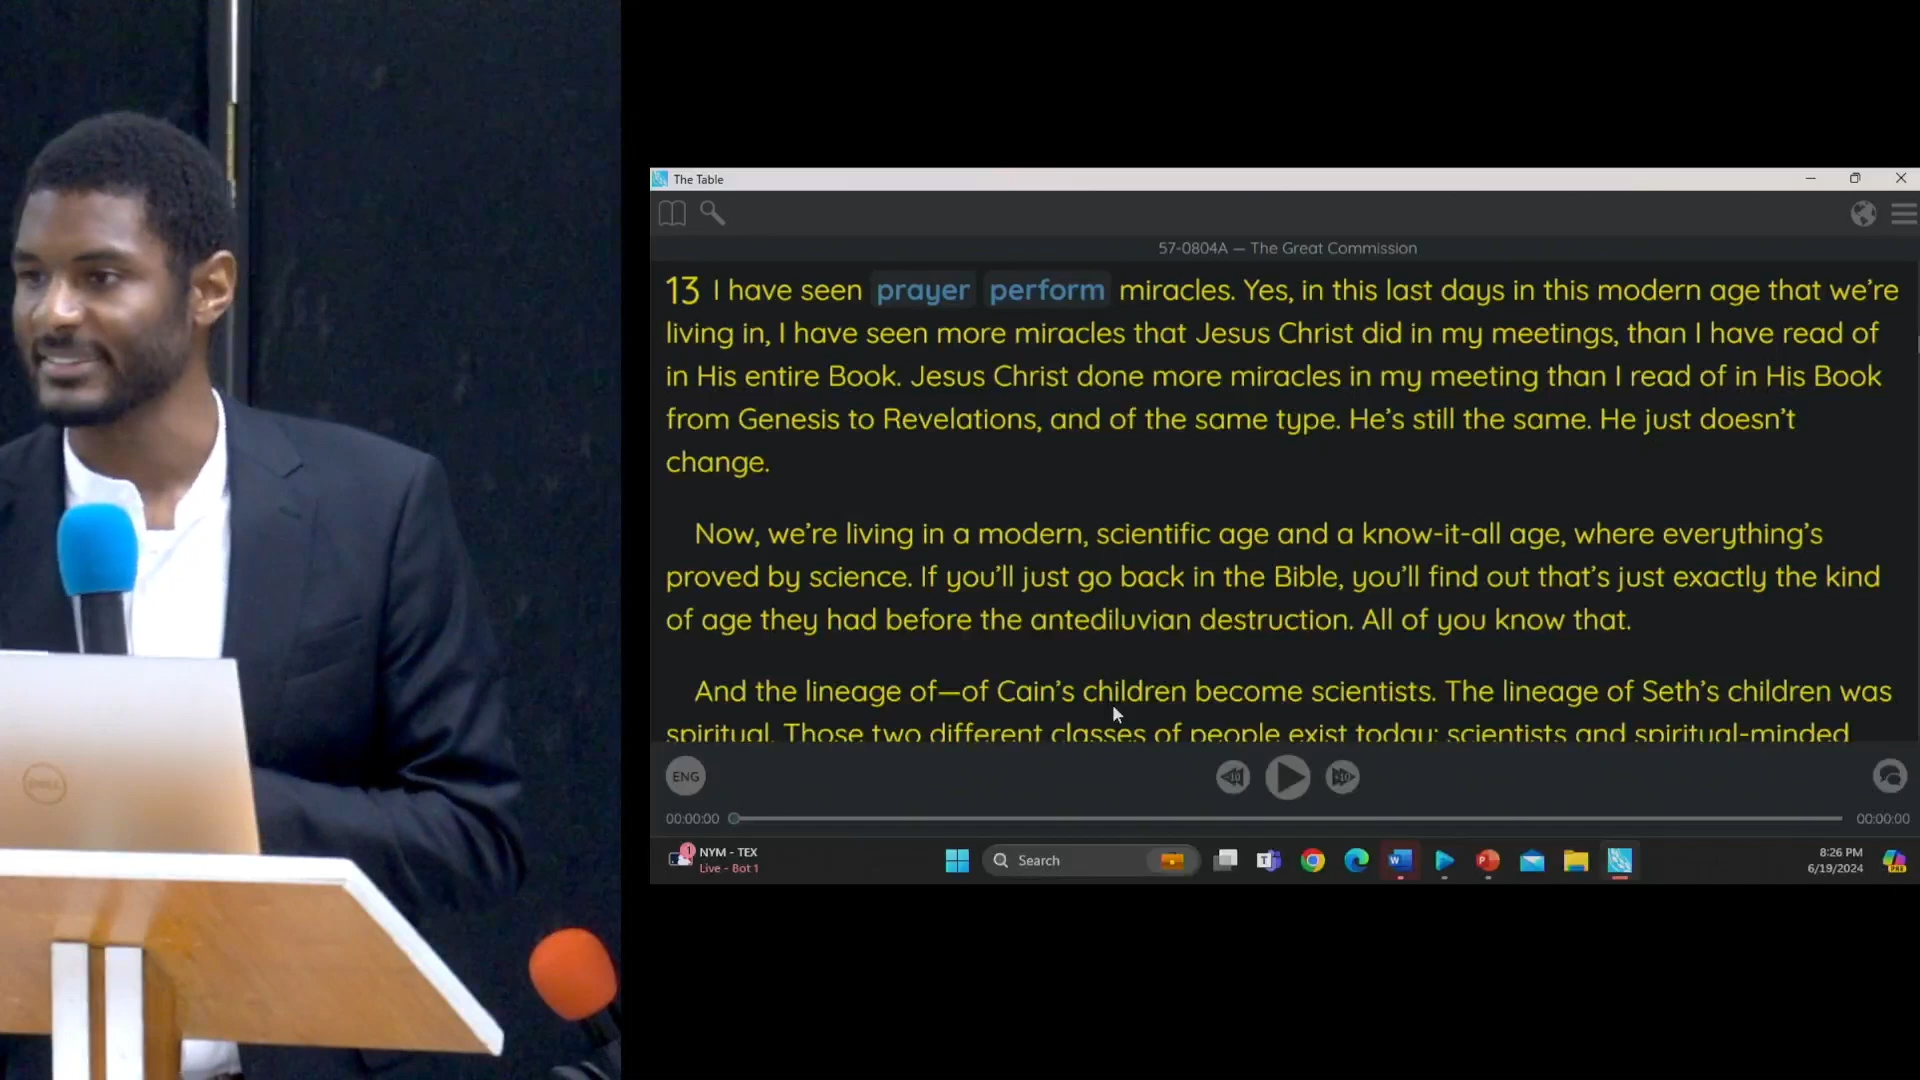 The Table
57-0804A — The Great Commission
13 I have seen prayer perform miracles. Yes, in this last days in this modern age that we’re
living in, I have seen more miracles that Jesus Christ did in my meetings, than I have read of
in His entire Book. Jesus Christ done more miracles in my meeting than I read of in His Book
from Genesis to Revelations, and of the same type. He’s still the same. He just doesn’t
change.
Now, we’re living in a modern, scientific age and a know-it-all age, where everything’s
proved by science. If you’ll just go back in the Bible, you’ll find out that’s just exactly the kind
of age they had before the antediluvian destruction. All of you know that.
And the lineage of—of Cain’s children become scientists. The lineage of Seth’s children was
spiritual. Those two different classes of people exist today: scientists and spiritual-minded
ENG
10
+10
00:00:00
00:00:00
1
NYM - TEX
Live - Bot 1
Search
8:26 PM
6/19/2024
PRE
DELL